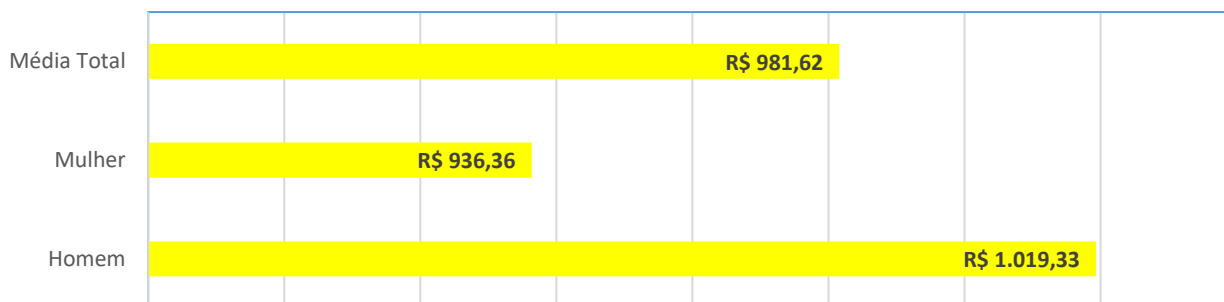 Média Total
R$ 981,62
Mulher
R$ 936,36
Homem
R$ 1.019,33